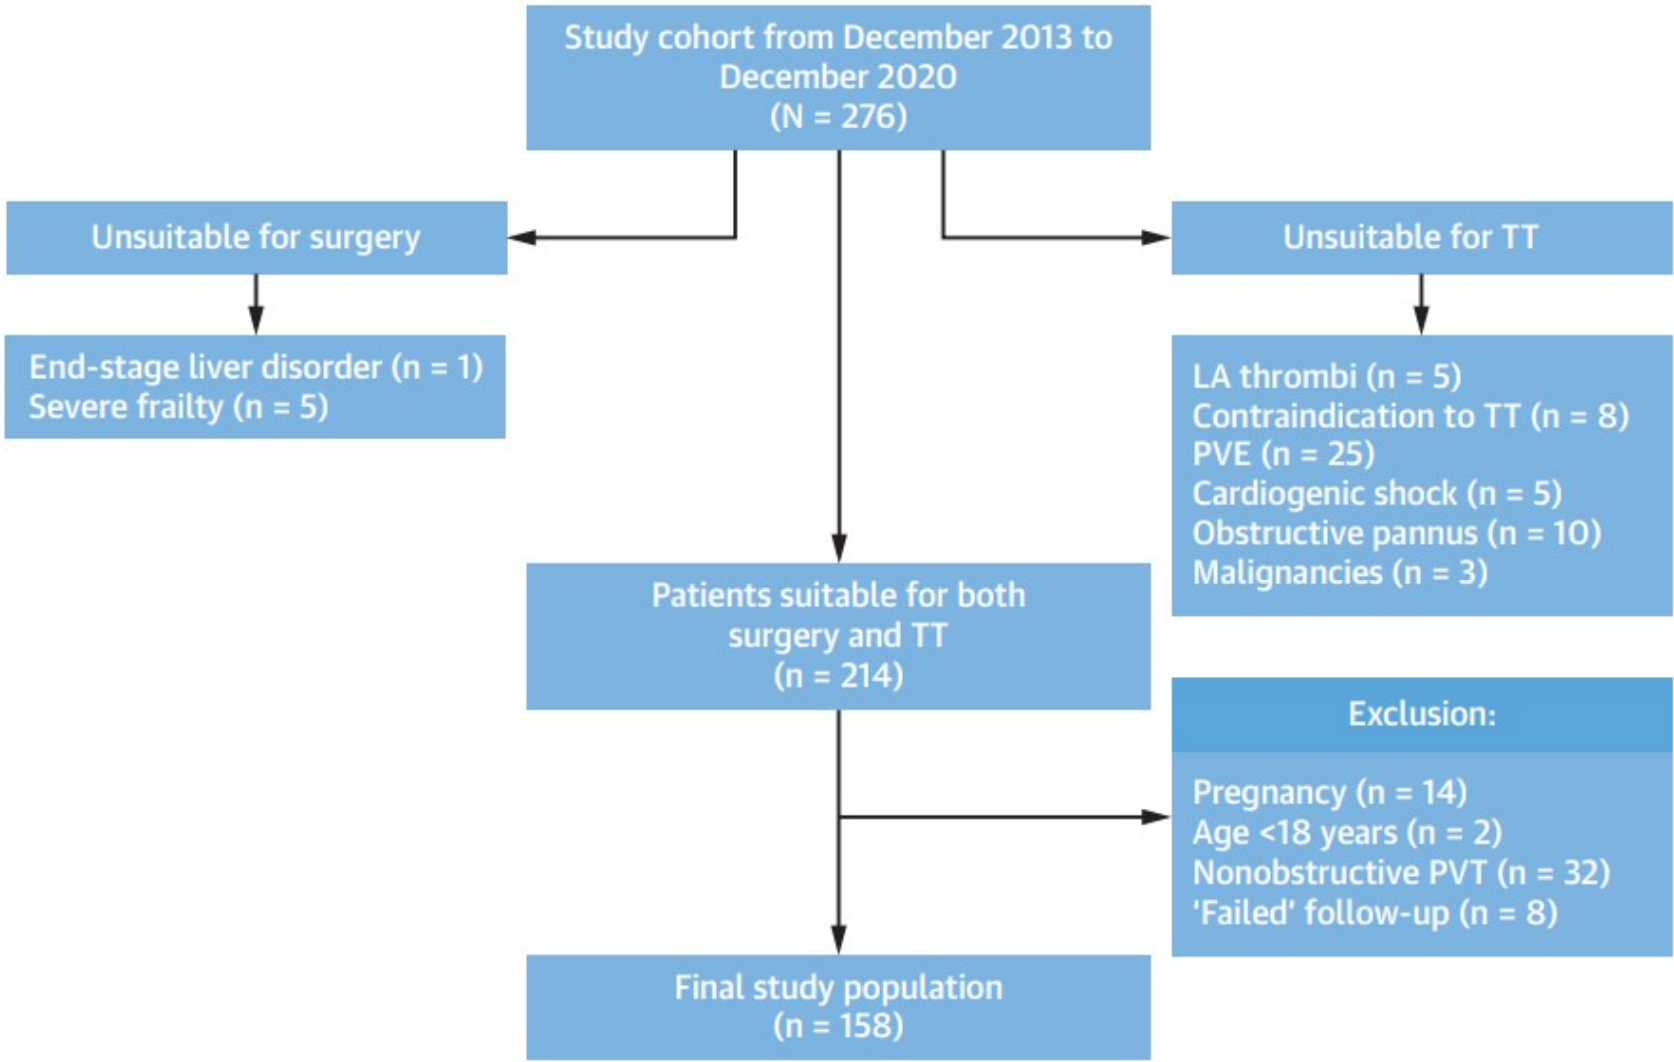 Study cohort from December 2013 to
December 2020
(N = 276)
Unsuitable for surgery
Unsuitable for TT
End-stage liver disorder (n = 1)
Severe frailty (n = 5)
LA thrombi (n = 5)
Contraindication to TT (n = 8)
PVE (n = 25)
Cardiogenic shock (n = 5)
Obstructive pannus (n = 10)
Malignancies (n = 3)
Patients suitable for both
surgery and TT
(n = 214)
Exclusion:
Pregnancy (n = 14)
Age <18 years (n = 2)
Nonobstructive PVT (n = 32)
'Failed' follow-up (n = 8)
Final study population
(n = 158)